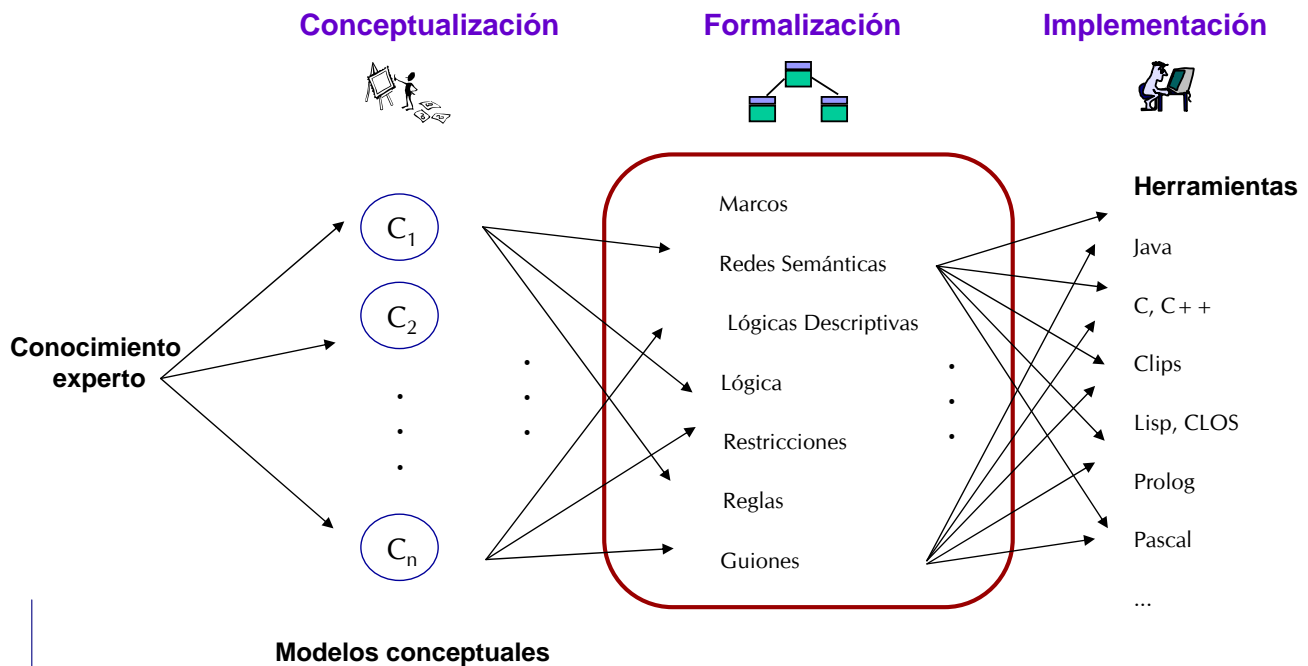 Conceptualización
Formalización
Implementación
Herramientas
Conocimiento
experto
C1
C2
.
.
.
Cn
.
.
.
Marcos
Redes Semánticas
Lógicas Descriptivas
Lógica
Restricciones
Reglas
Guiones
.
.
.
Java
C, C++
Clips
Lisp, CLOS
Prolog
Pascal
...
Modelos conceptuales